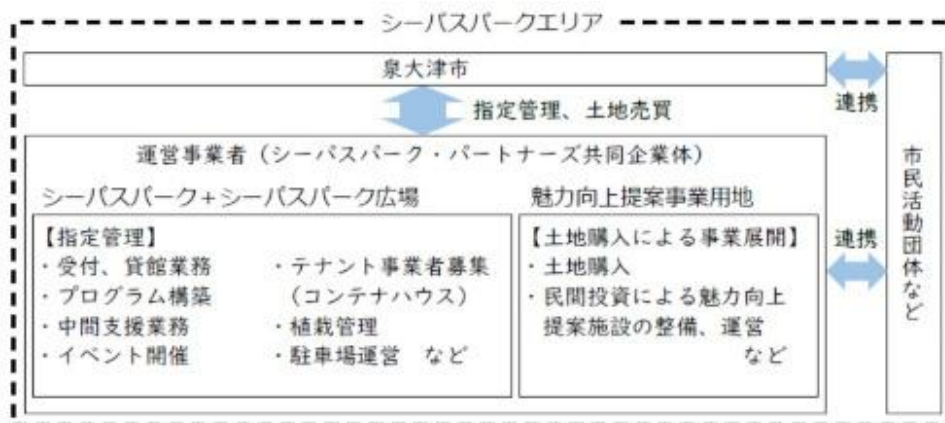 シーパスパークエリア
泉大津市
連携
指定管理、土地売買
運営事業者（シーパスパーク・パートナーズ共同企業体）
シーパスパーク＋シーパスパーク広場
【指定管理】
・受付、貸館業務
・プログラム構築
・中間支援業務
・イベント開催
・テナント事業者募集
（コンテナハウス）
・植栽管理
・駐車場運営　など
魅力向上提案事業用地
【土地購入による事業展開】
・土地購入
・民間投資による魅力向上
提案施設の整備、運営
など
連携
市民活動団体など